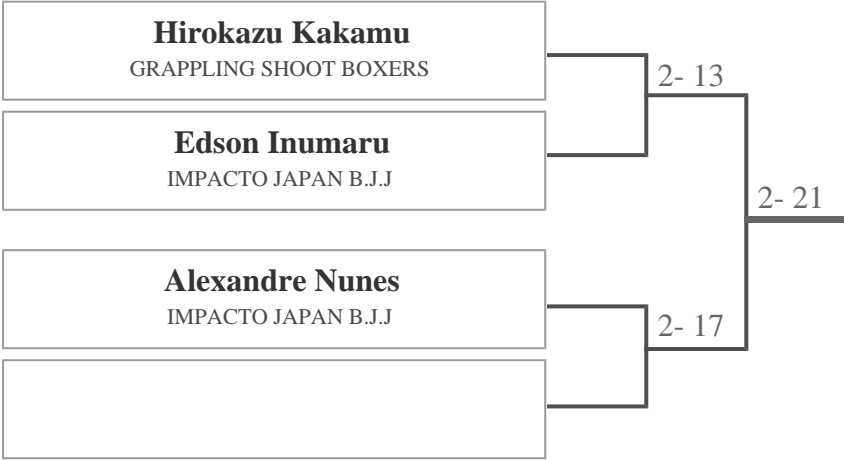 Hirokazu Kakamu
GRAPPLING SHOOT BOXERS
2- 13
Edson Inumaru
IMPACTO JAPAN B.J.J
2- 21
Alexandre Nunes
IMPACTO JAPAN B.J.J
2- 17